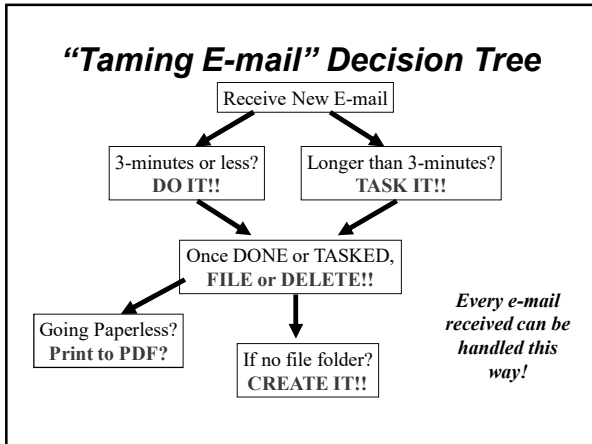 “Taming E-mail” Decision Tree
Receive New E-mail
3-minutes or less?
DO IT!!
Longer than 3-minutes?
TASK IT!!
Once DONE or TASKED,
FILE or DELETE!!
Going Paperless?
Print to PDF?
If no file folder?
CREATE IT!!
Every e-mail
received can be
handled this
way!